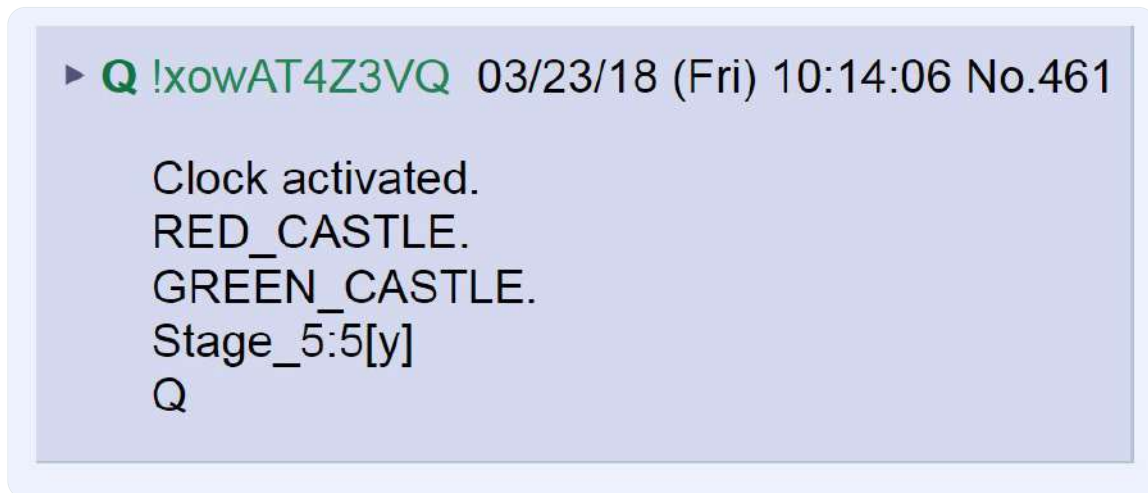 ► Q !xowAT4Z3VQ 03/23/18 (Fri) 10:14:06 No.461
Clock activated.
RED_CASTLE.
GREEN_CASTLE.
Stage_5:5[y]
Q